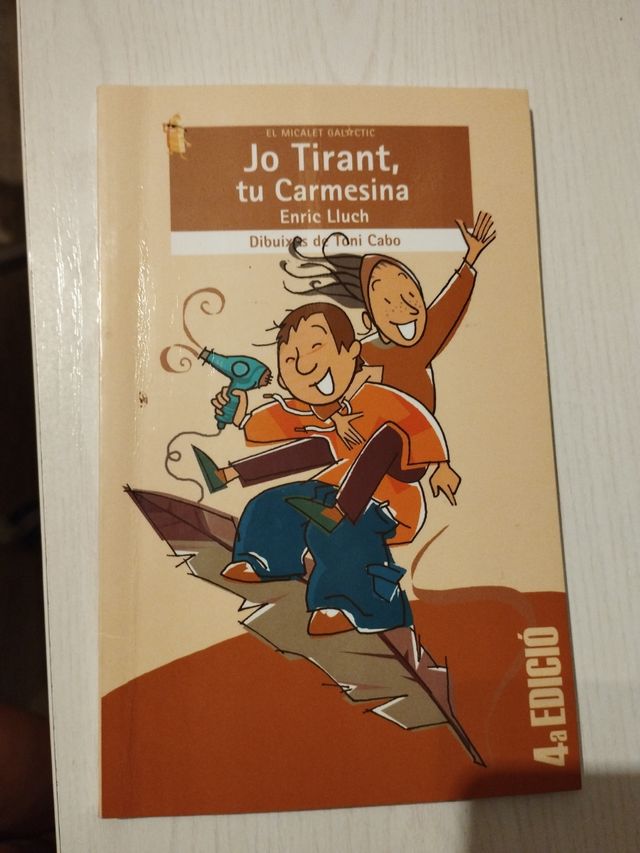 EL MICALET GALÀCTIC
Jo Tirant,
tu Carmesina
Enric Lluch
Dibuixos de Toni Cabo
4a EDICIÓ